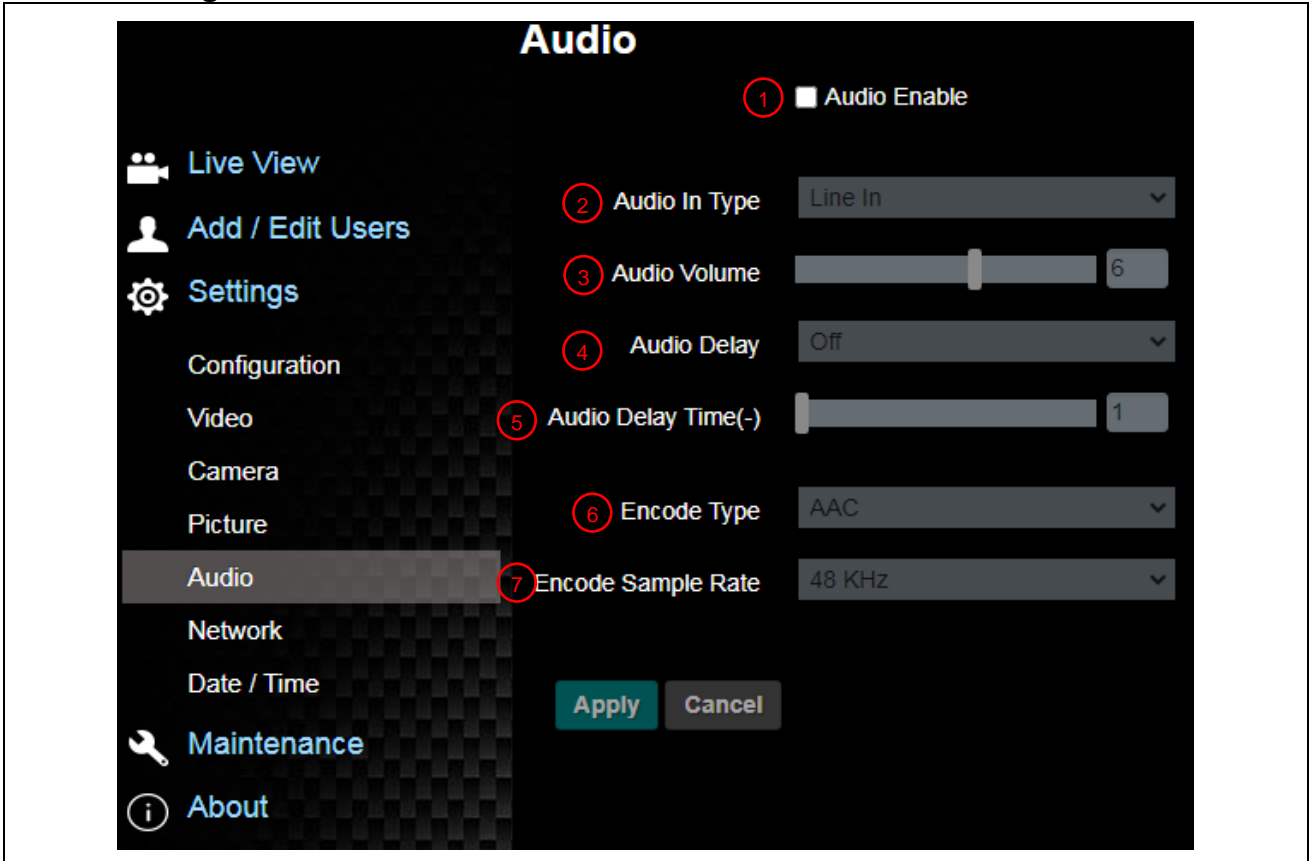 Audio
1 Audio Enable
Live View
Add / Edit Users
Settings
Configuration
Video
Camera
Picture
Audio
Network
Date / Time
Maintenance
About
2 Audio In Type Line In
3 Audio Volume 6
4 Audio Delay Off
5 Audio Delay Time(-) 1
6 Encode Type AAC
7 Encode Sample Rate 48 KHz
Apply Cancel